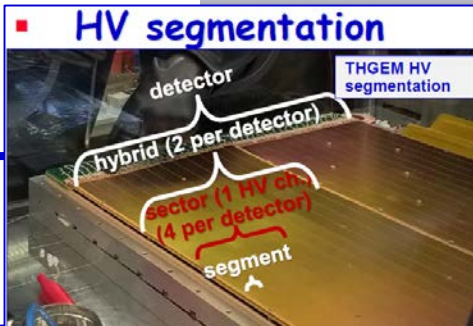 HV segmentation
THGEM HV
segmentation
detector
hybrid (2 per detector)
sector (1 HV ch.,
(4 per detector)
segment